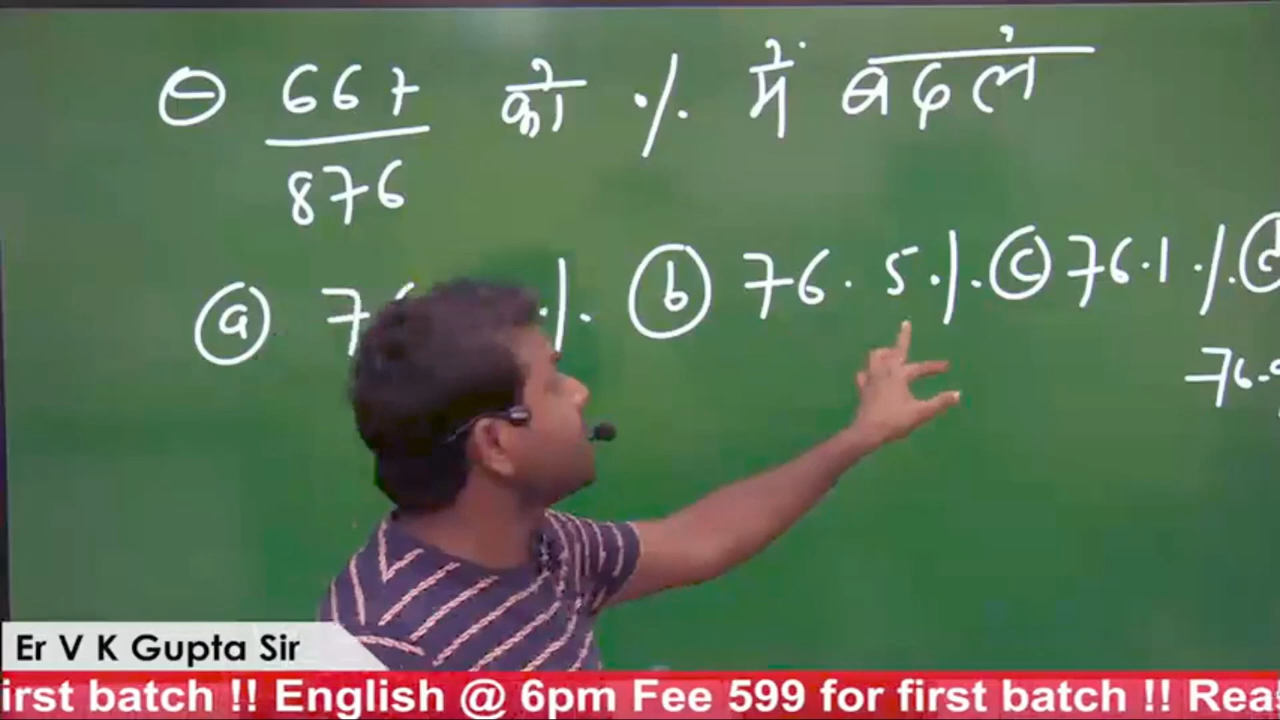 667 को % में बदलें
876
a % b 76.5% c 76.1%
76.
Er V K Gupta Sir
irst batch !! English @ 6pm Fee 599 for first batch !! Rea